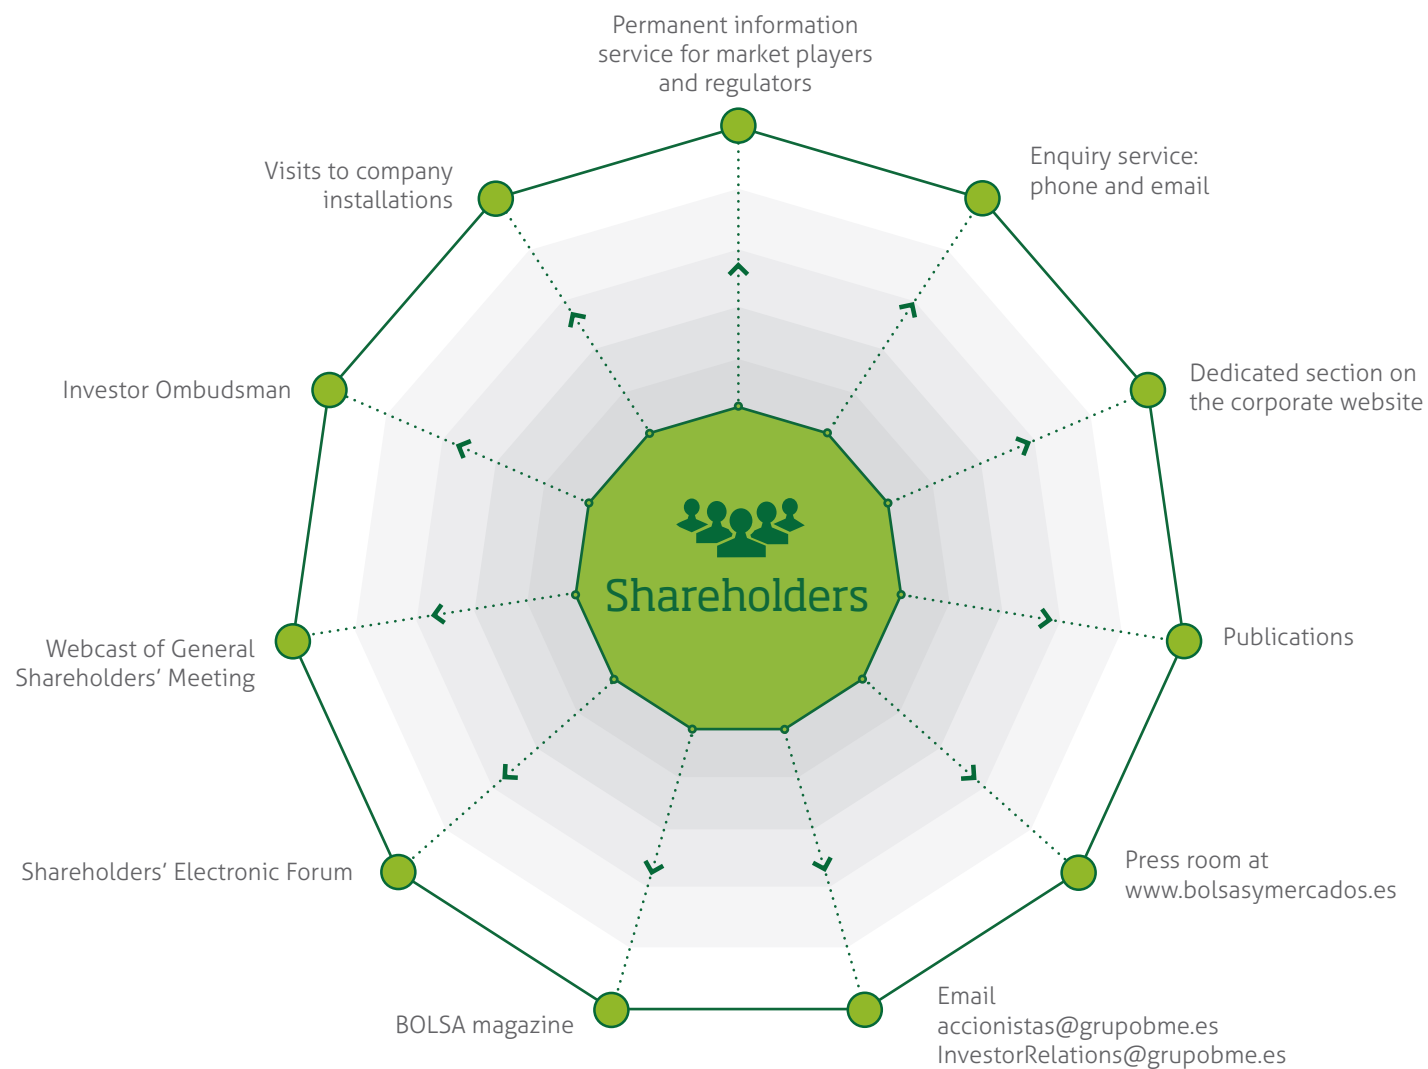 Permanent information
service for market players
and regulators
Enquiry service:
phone and email
Dedicated section on
the corporate website
Publications
Press room at
www.bolsasymercados.es
Email
accionistas@grupobme.es
InvestorRelations@grupobme.es
BOLSA magazine
Shareholders’ Electronic Forum
Webcast of General
Shareholders’ Meeting
Investor Ombudsman
Visits to company
installations
Shareholders